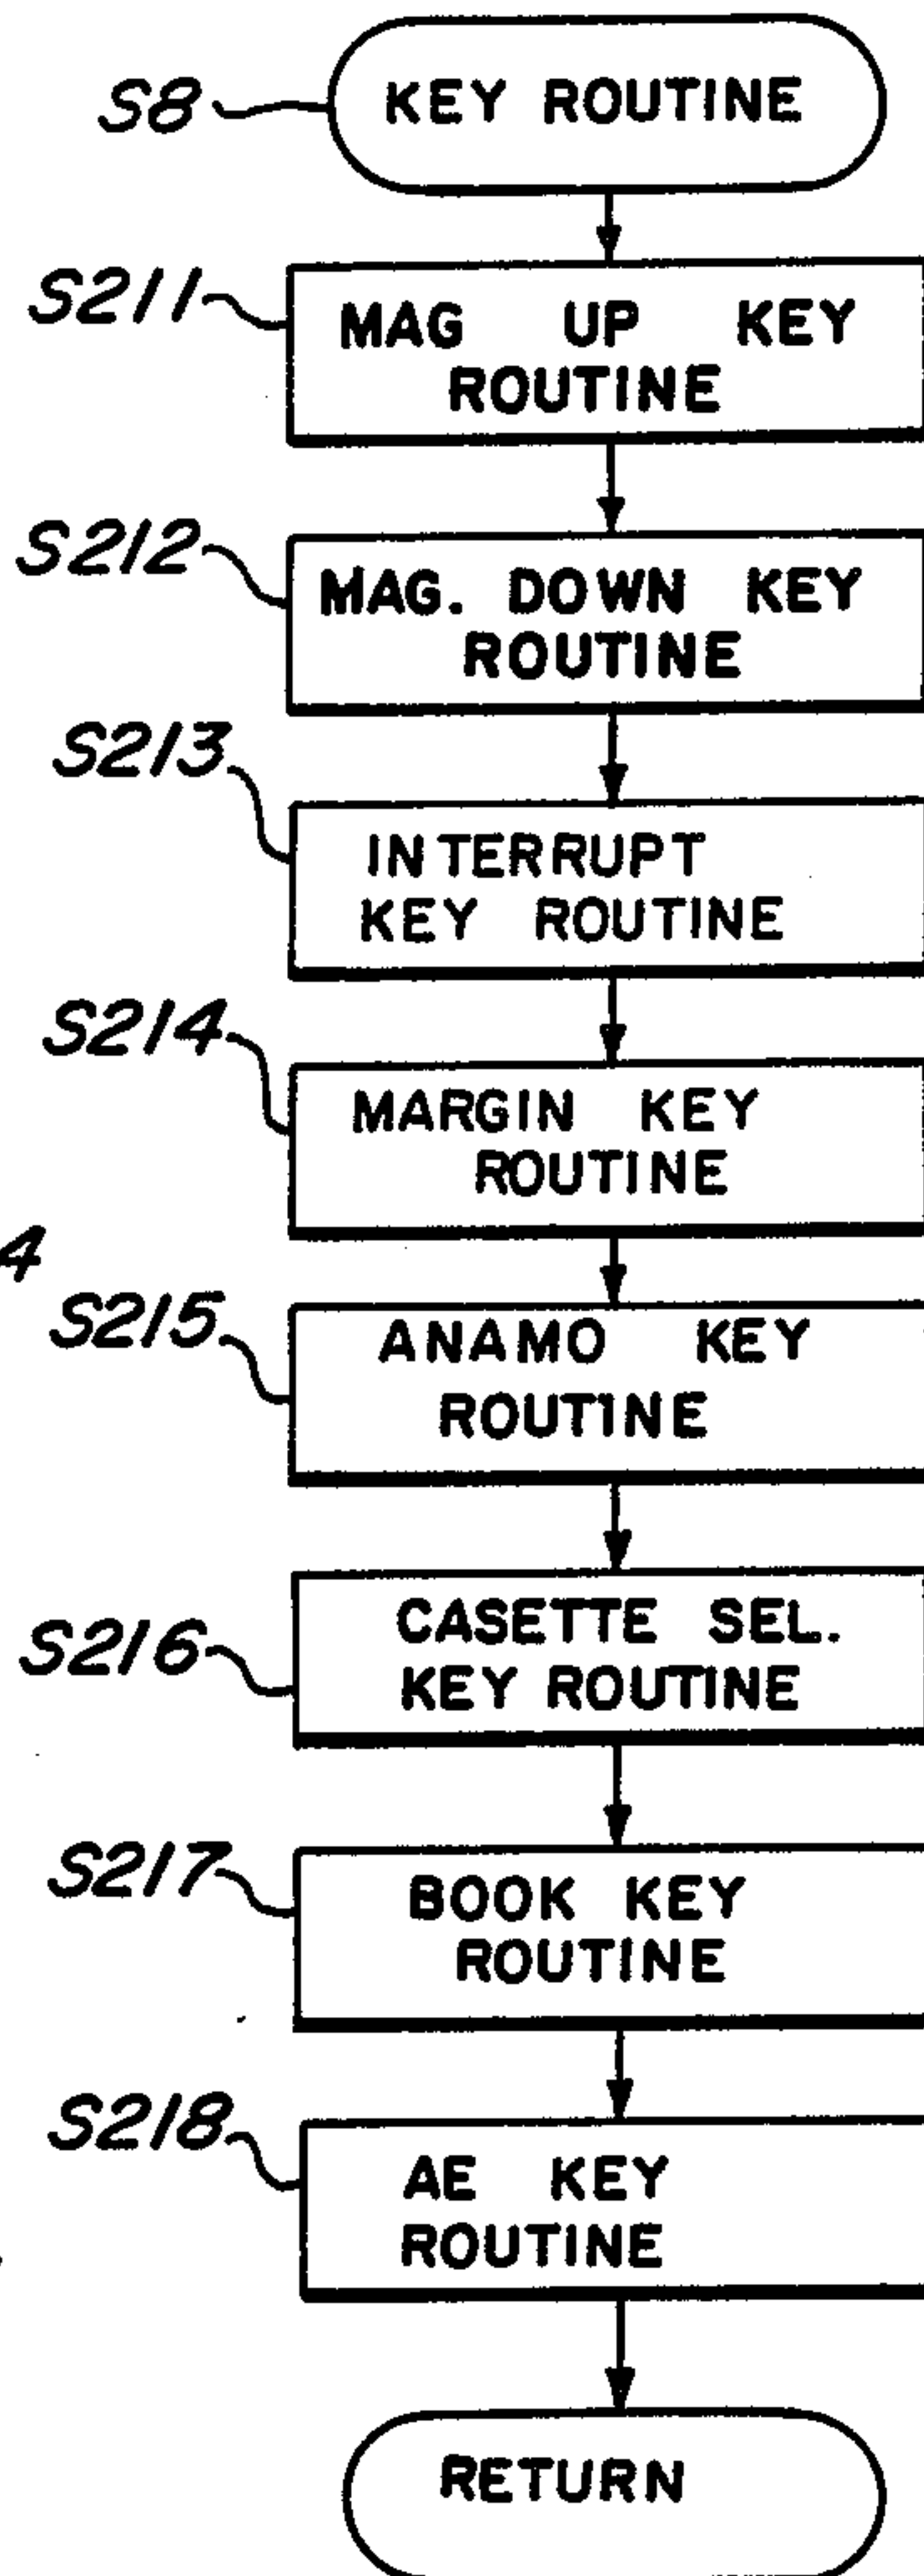 S8
KEY ROUTINE
S211
MAG UP KEY
ROUTINE
S212
MAG. DOWN KEY
ROUTINE
S213
INTERRUPT
KEY ROUTINE
S214
MARGIN KEY
ROUTINE
4
S215
ANAMO KEY
ROUTINE
S216
CASETTE SEL.
KEY ROUTINE
S217
BOOK KEY
ROUTINE
S218
AE KEY
ROUTINE
RETURN